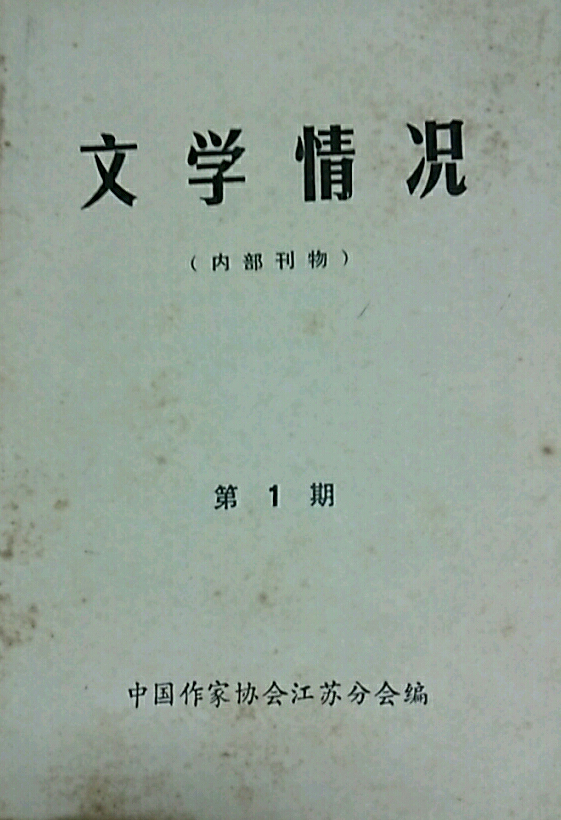 文学情况
（内部刊物）
第1期
中国作家协会江苏分会编